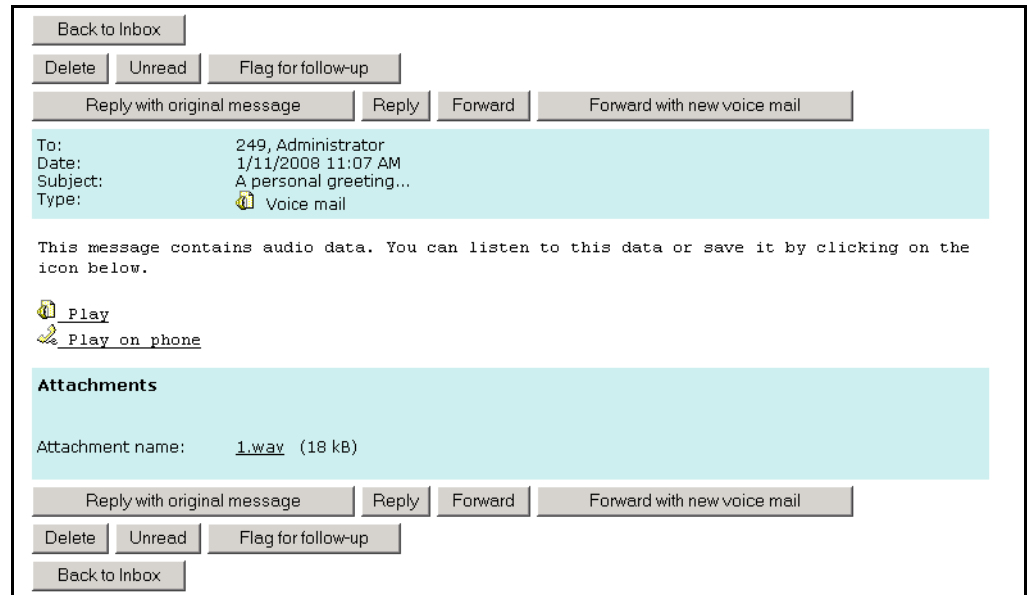 Back to Inbox
Delete Unread Flag for follow-up
Reply with original message Reply Forward Forward with new voice mail
To: 249, Administrator
Date: 1/11/2008 11:07 AM
Subject: A personal greeting...
Type: Voice mail
This message contains audio data. You can listen to this data or save it by clicking on the
icon below.
Play
Play on phone
Attachments
Attachment name: 1.wav (18 kB)
Reply with original message Reply Forward Forward with new voice mail
Delete Unread Flag for follow-up
Back to Inbox